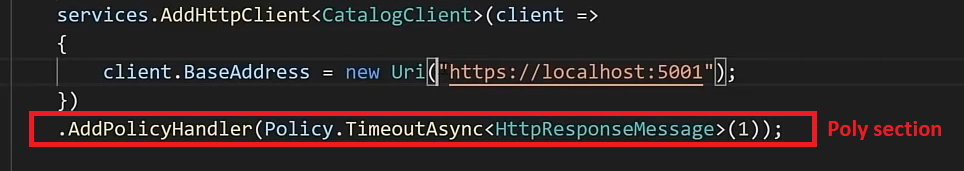 services.AddHttpClient<CatalogClient>(client =>
{
client.BaseAddress = new Uri("https://localhost:5001");
})
.AddPolicyHandler(Policy.TimeoutAsync<HttpResponseMessage>(1)); Poly section